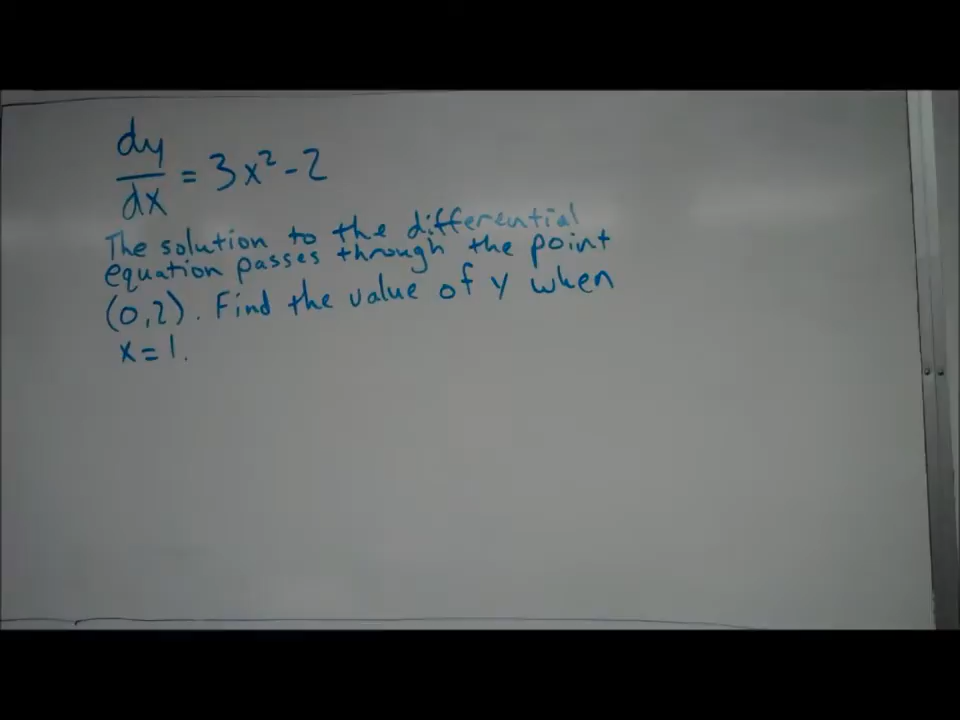 dy/dx = 3x² - 2
The solution to the differential
equation passes through the point
(0,2). Find the value of y when
x = 1.